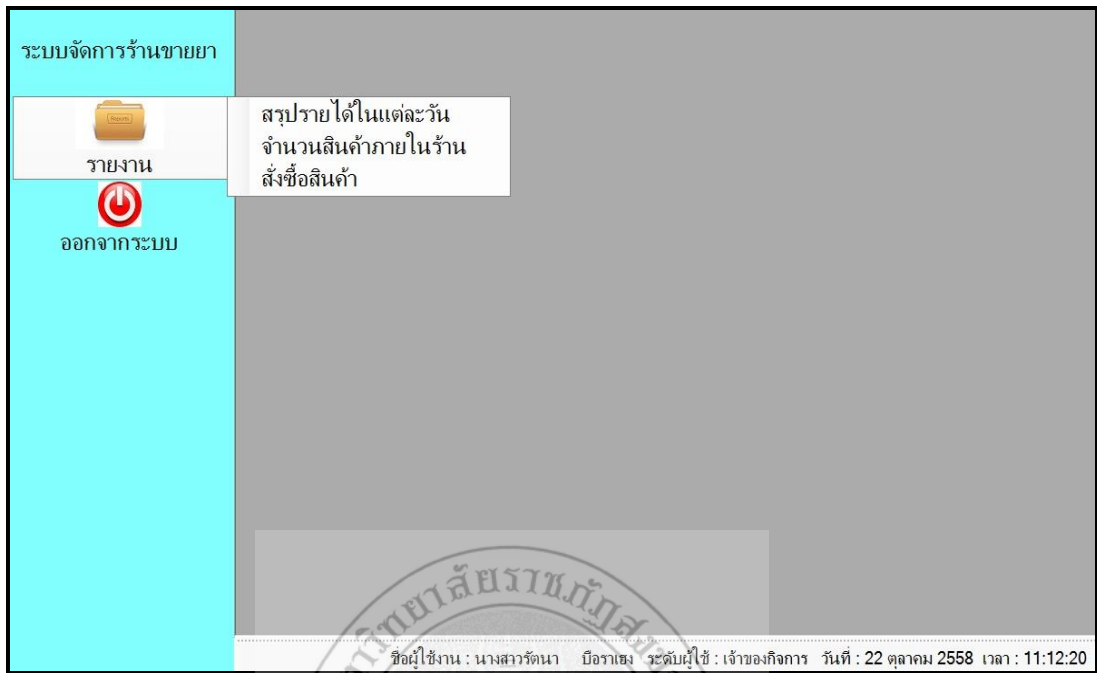 ระบบจัดการร้านขายยา
Reports
รายงาน
สรุปรายได้ในแต่ละวัน
จำนวนสินค้าภายในร้าน
สั่งซื้อสินค้า
ออกจากระบบ
ชื่อผู้ใช้งาน : นางสาวรัตนา บือราเฮง ระดับผู้ใช้ : เจ้าของกิจการ วันที่ : 22 ตุลาคม 2558 เวลา : 11:12:20